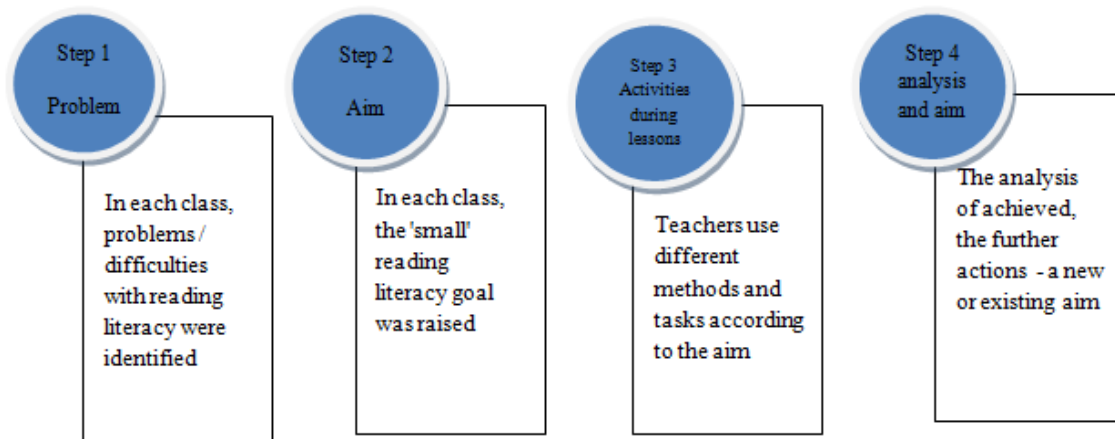 Step 1
Problem
In each class,
problems /
difficulties
with reading
literacy were
identified
Step 2
Aim
In each class,
the 'small'
reading
literacy goal
was raised
Step 3
Activities
during
lessons
Teachers use
different
methods and
tasks according
to the aim
Step 4
analysis
and aim
The analysis
of achieved,
the further
actions - a new
or existing aim